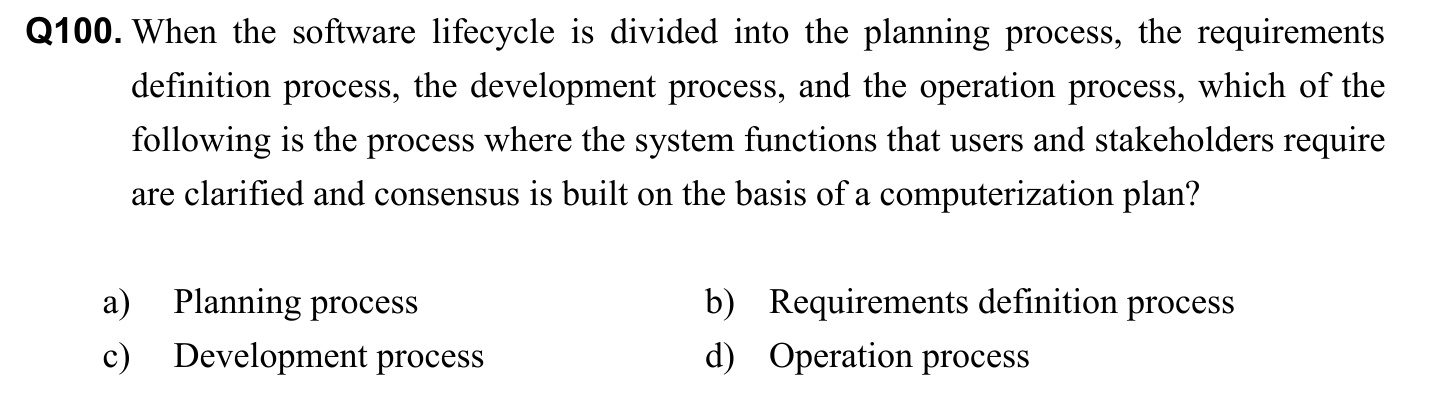 Q100. When the software lifecycle is divided into the planning process, the requirements
definition process, the development process, and the operation process, which of the
following is the process where the system functions that users and stakeholders require
are clarified and consensus is built on the basis of a computerization plan?
a) Planning process b) Requirements definition process
c) Development process d) Operation process